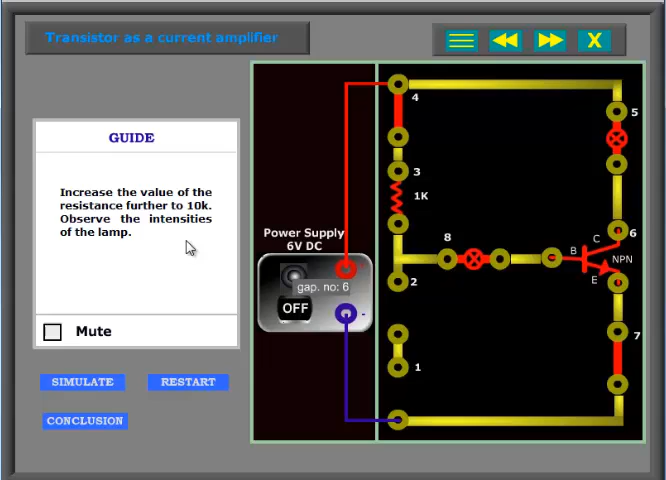 Transistor as a current amplifier
X
GUIDE
Increase the value of the
resistance further to 10k.
Observe the intensities
of the lamp.
Mute
SIMULATE
RESTART
CONCLUSION
Power Supply
6V DC
gap. no: 6
OFF
-
4
5
3
1K
8
6
C
B
NPN
E
2
7
1